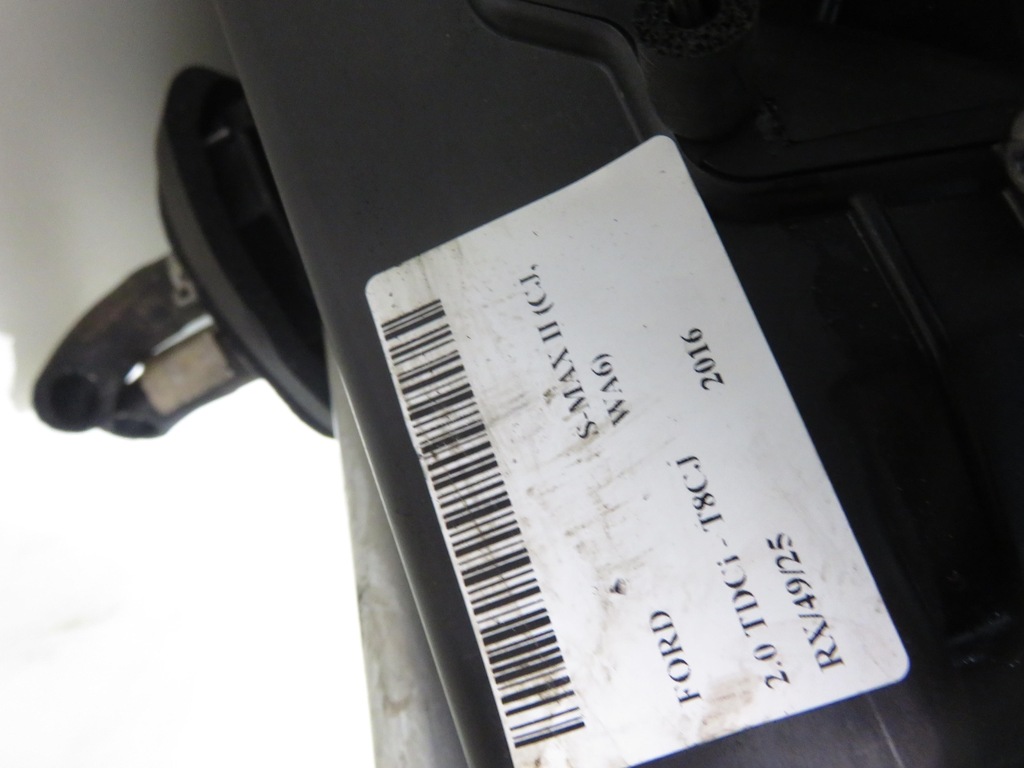 FORD S-MAX II (CJ,
WA6)
2.0 TDCi - T8CJ 2016
RX/49/25